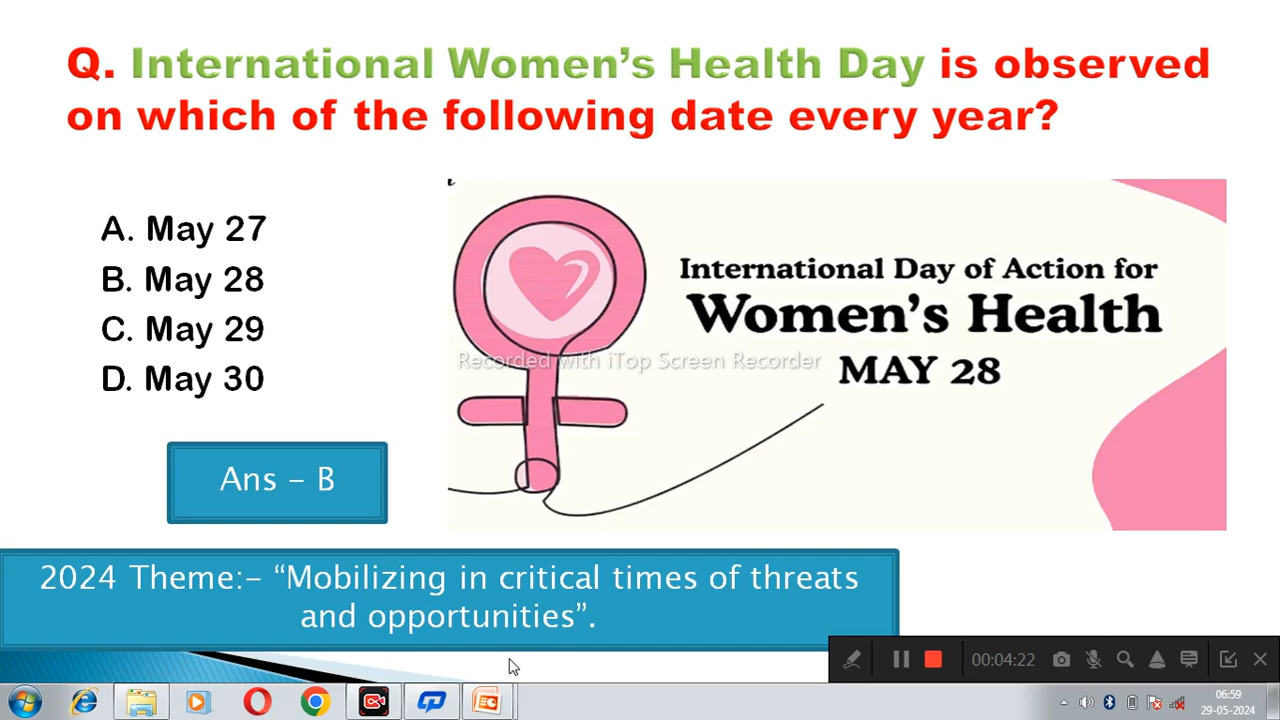 Q. International Women’s Health Day is observed
on which of the following date every year?
A. May 27
B. May 28
C. May 29
D. May 30
International Day of Action for
Women’s Health
MAY 28
Recorded with iTop Screen Recorder
Ans – B
2024 Theme:- “Mobilizing in critical times of threats
and opportunities”.
00:04:22
06:59
29-05-2024